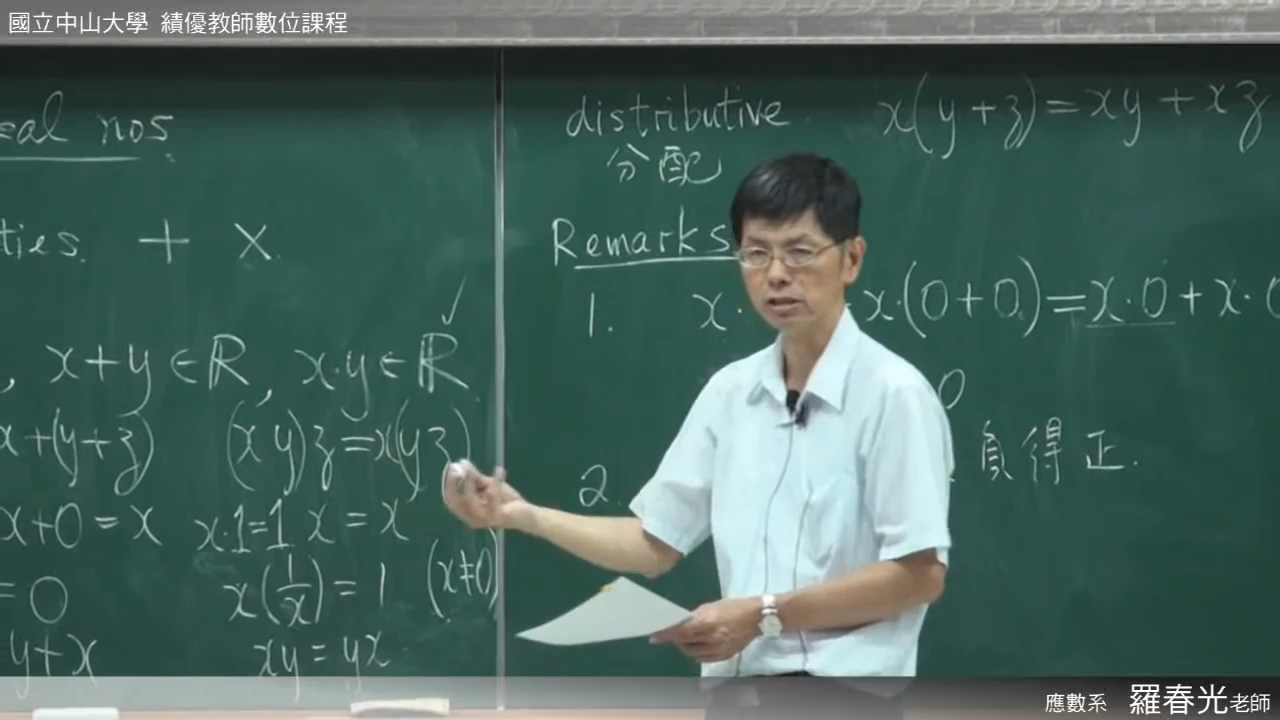 國立中山大學 績優教師數位課程
eal nos.
ties. + ×
, x+y∈ℝ, x·y∈ℝ ✓
x+(y+z) (xy)z=x(yz)
x+0=x x·1=1x=x
=0 x(1/x)=1 (x≠0)
y+x xy=yx
distributive x(y+z)=xy+xz
分配
Remarks
1. x· x·(0+0)=x·0+x·0
0
2. 負得正.
應數系 羅春光老師